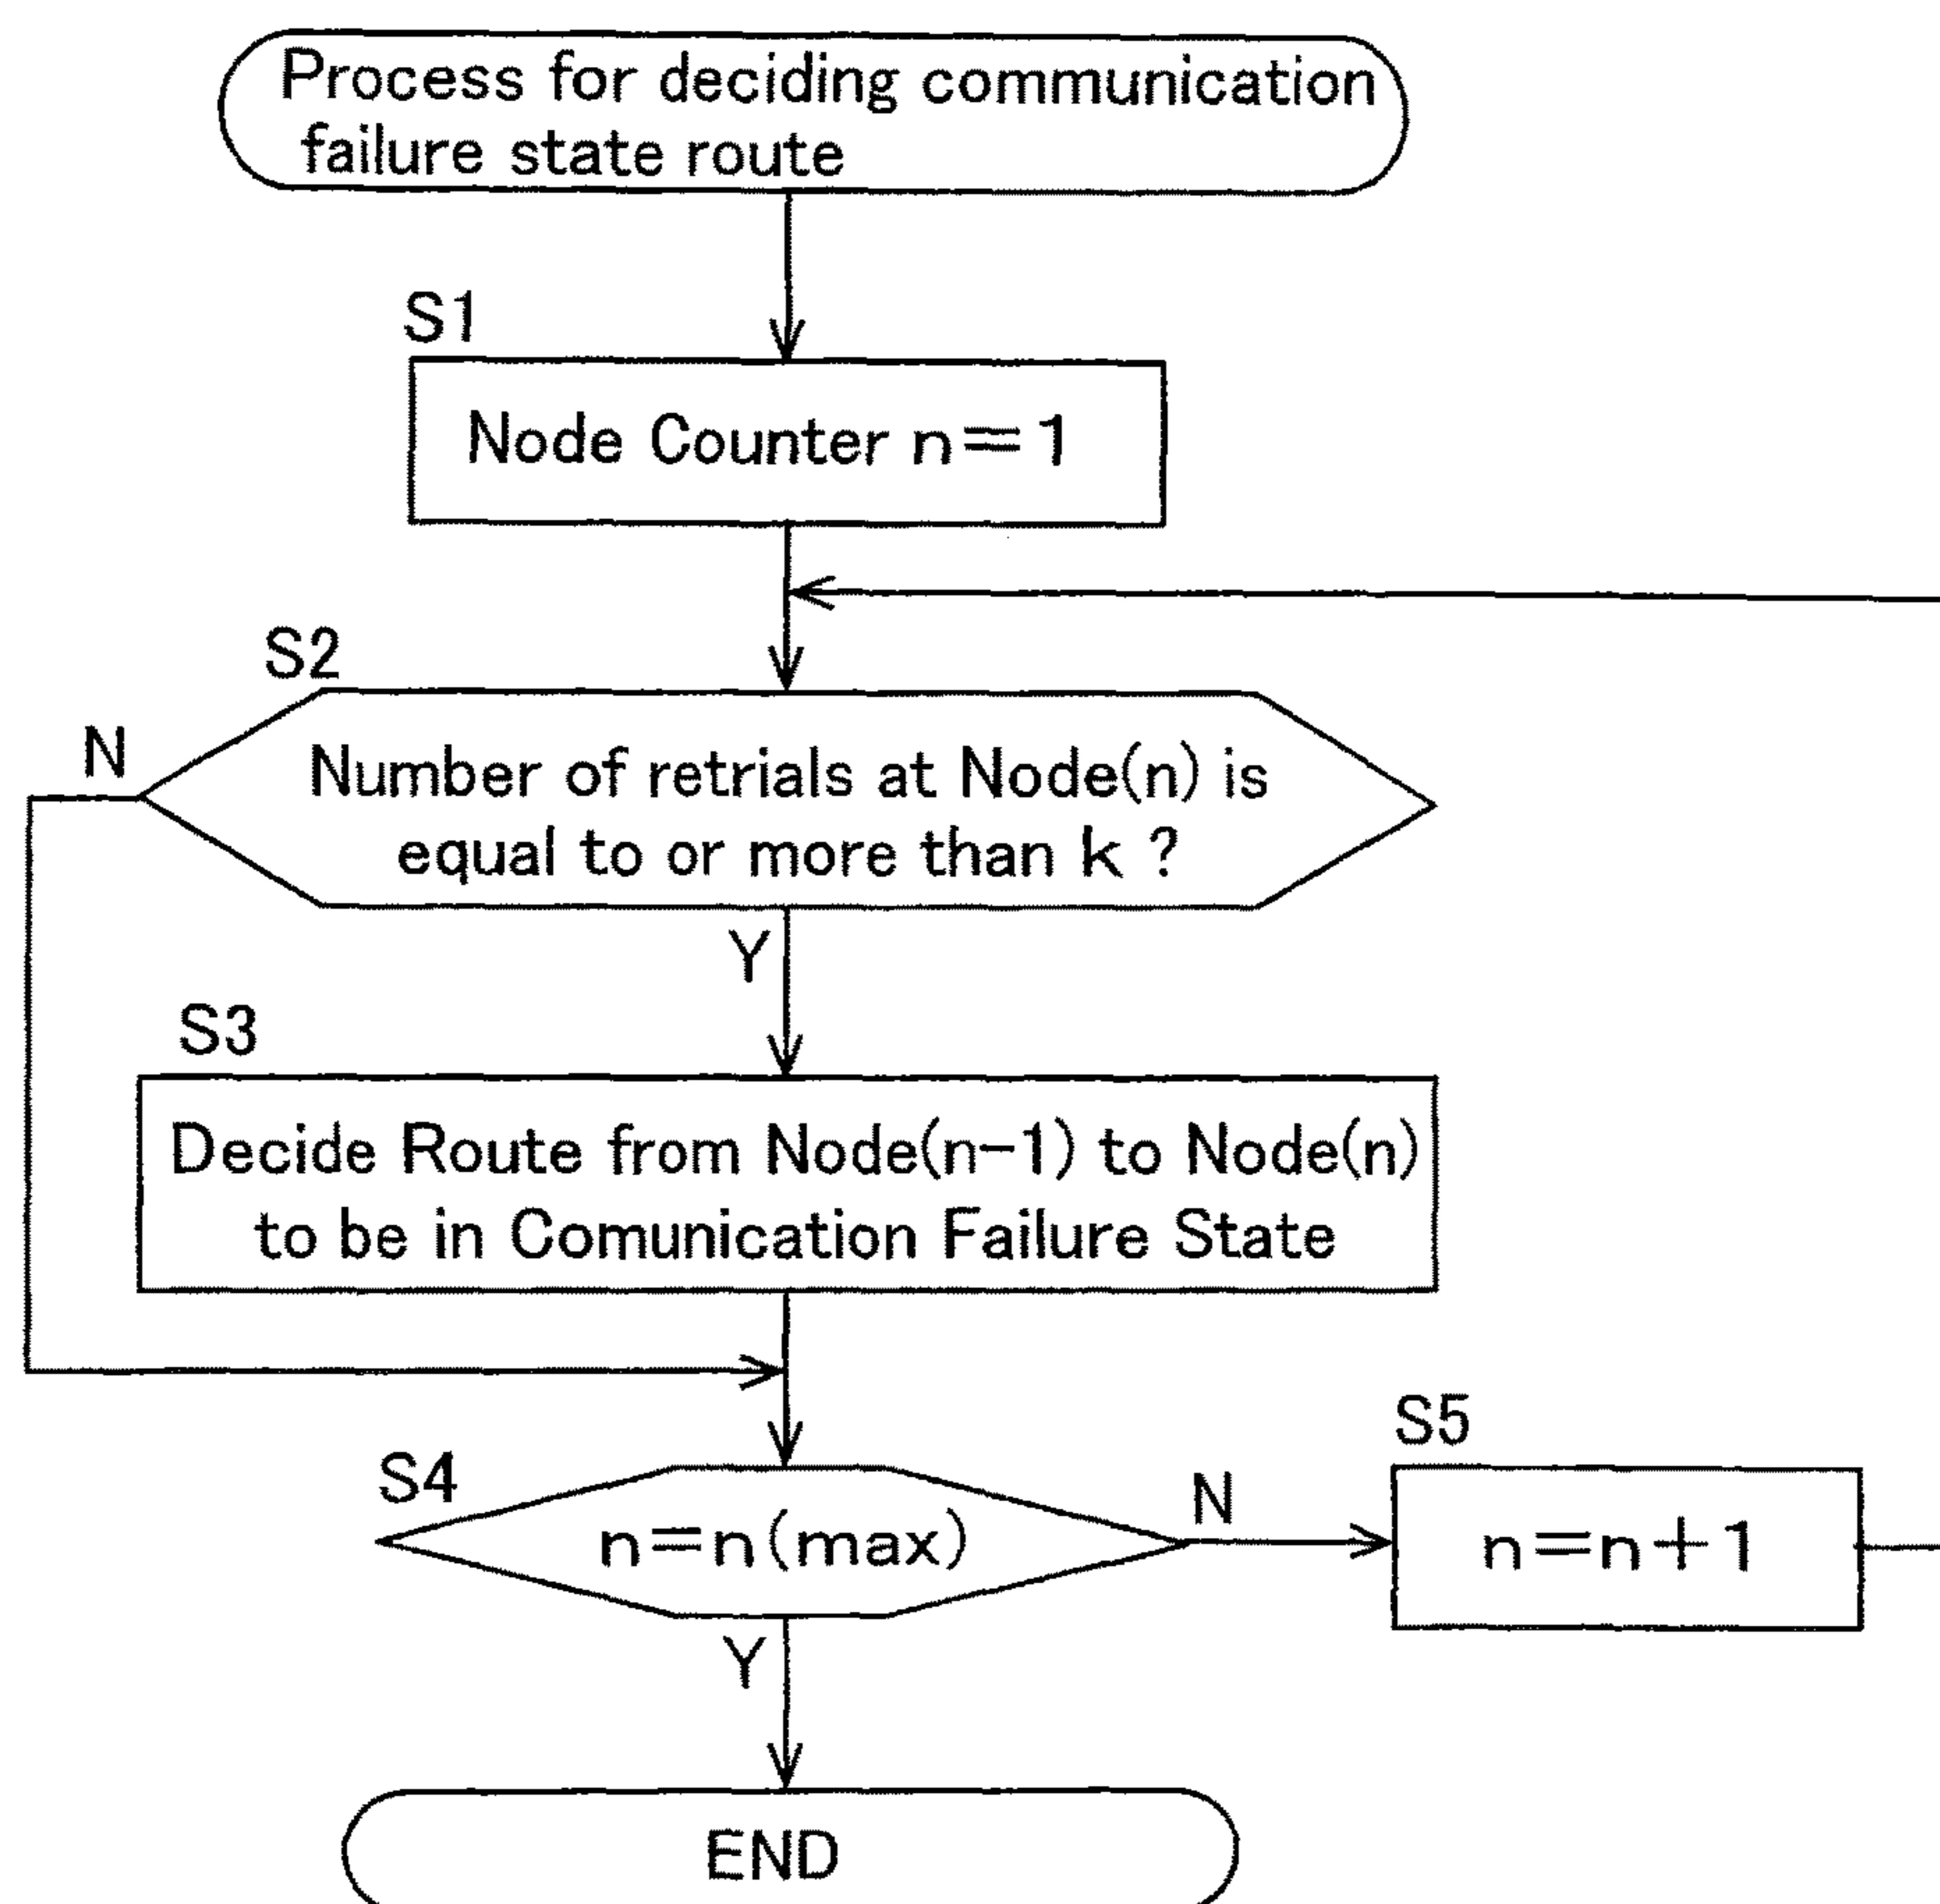 Process for deciding communication
failure state route
S1
Node Counter n=1
S2
N
Number of retrials at Node(n) is
equal to or more than k ?
Y
S3
Decide Route from Node(n-1) to Node(n)
to be in Comunication Failure State
S4
n=n(max)
N
S5
n=n+1
Y
END